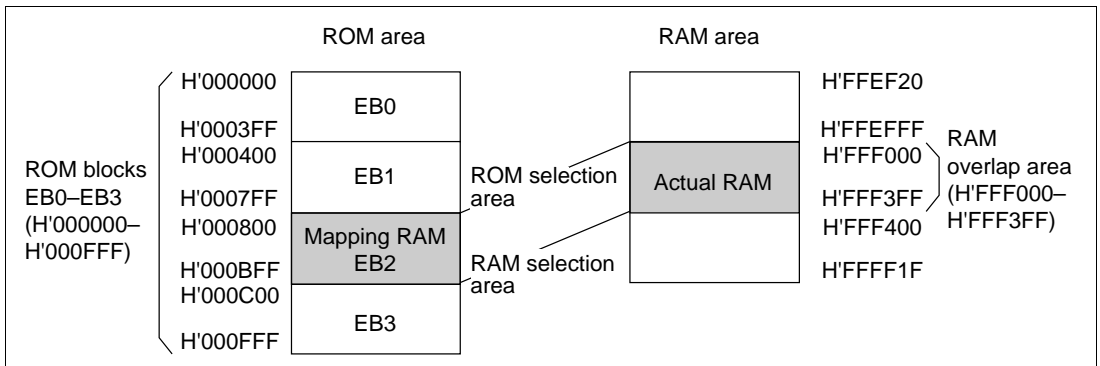 ROM area
RAM area
ROM blocks
EB0–EB3
(H'000000–
H'000FFF)
H'000000
H'0003FF
H'000400
H'0007FF
H'000800
H'000BFF
H'000C00
H'000FFF
EB0
EB1
Mapping RAM
EB2
EB3
ROM selection
area
RAM selection
area
Actual RAM
H'FFEF20
H'FFEFFF
H'FFF000
H'FFF3FF
H'FFF400
H'FFFF1F
RAM
overlap area
(H'FFF000–
H'FFF3FF)